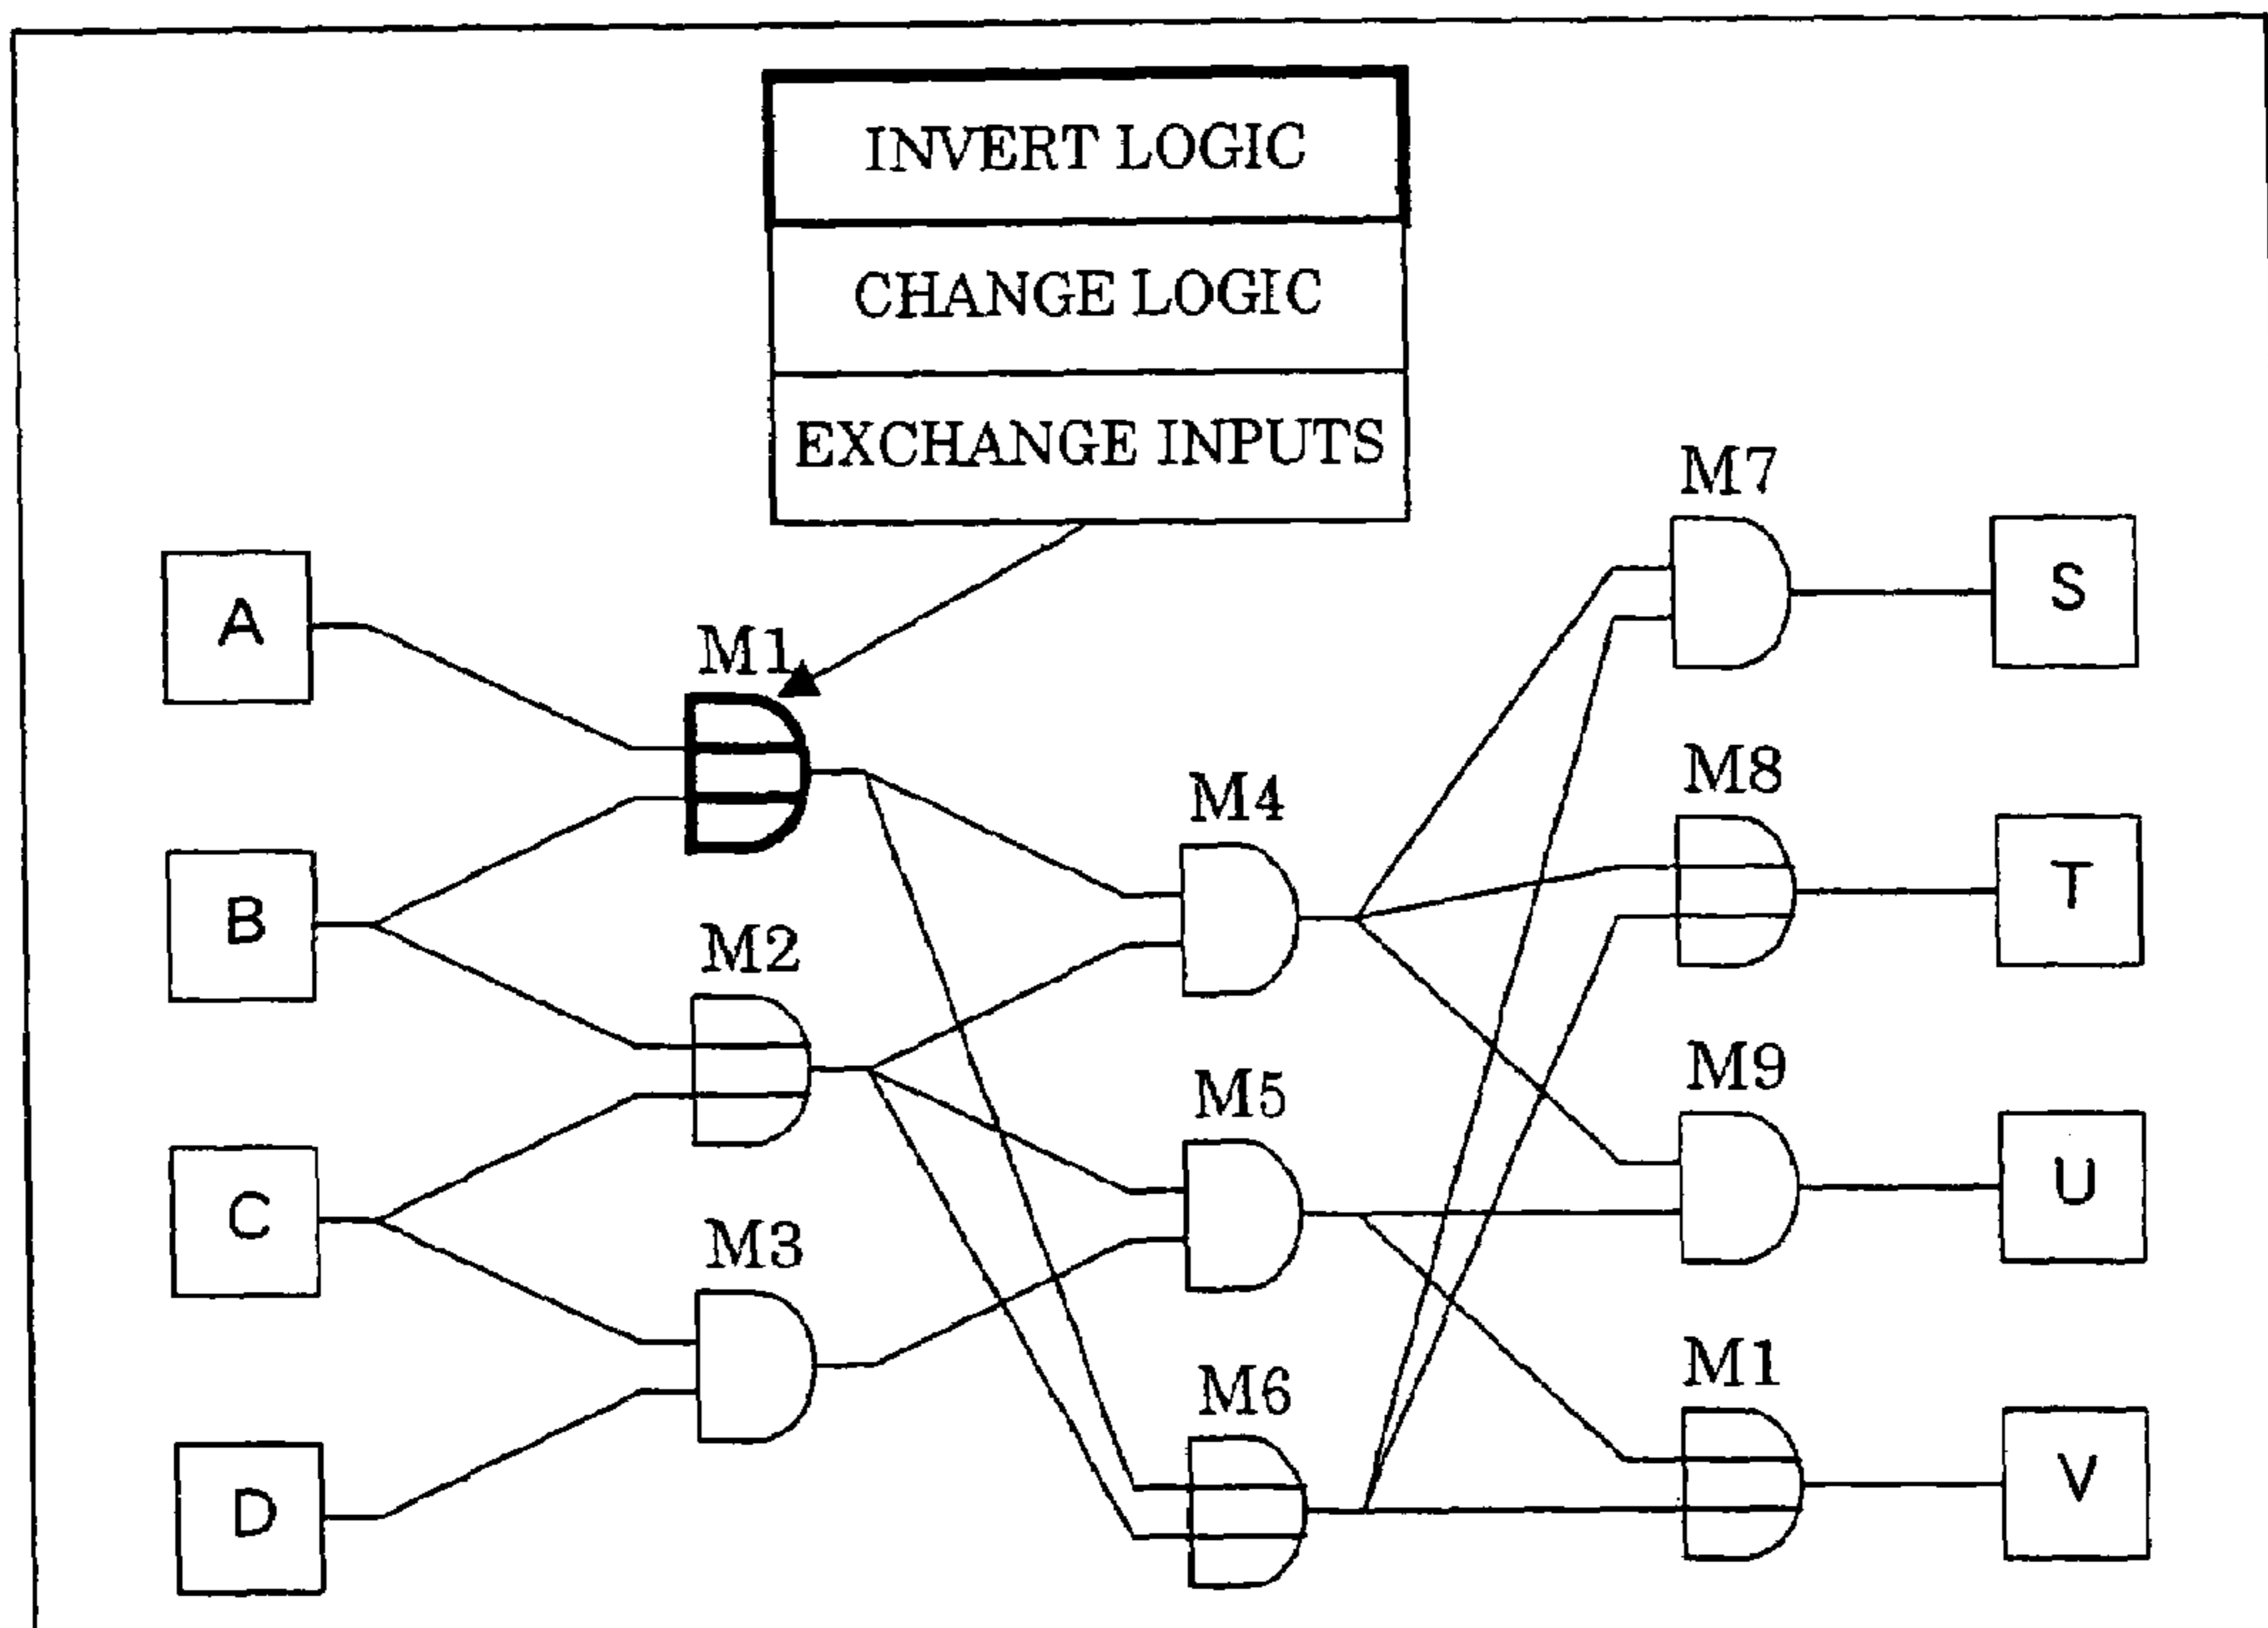 INVERT LOGIC
CHANGE LOGIC
EXCHANGE INPUTS
M7
A
S
M1
M8
M4
B
T
M2
M9
M5
C
U
M3
M1
M6
D
V